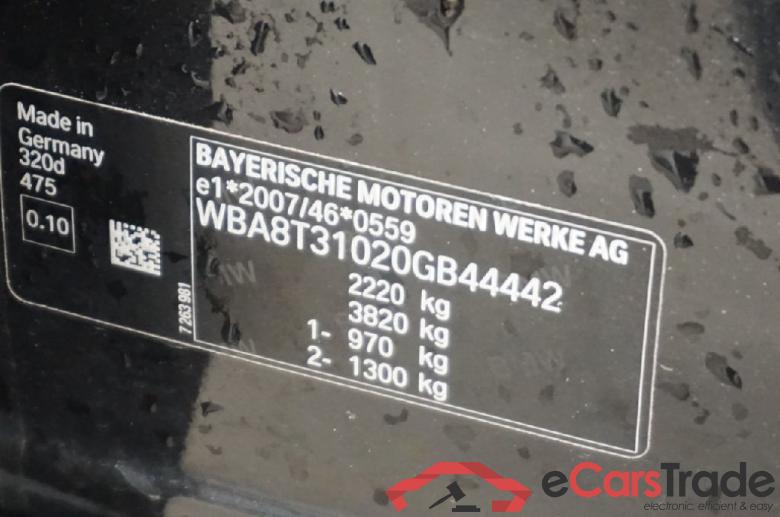 Made in
Germany
320d
475
0.10
7 263 981
BAYERISCHE MOTOREN WERKE AG
e1*2007/46*0559
WBA8T31020GB44442
2220 kg
3820 kg
1- 970 kg
2- 1300 kg
eCarsTrade
electronic, efficient & easy